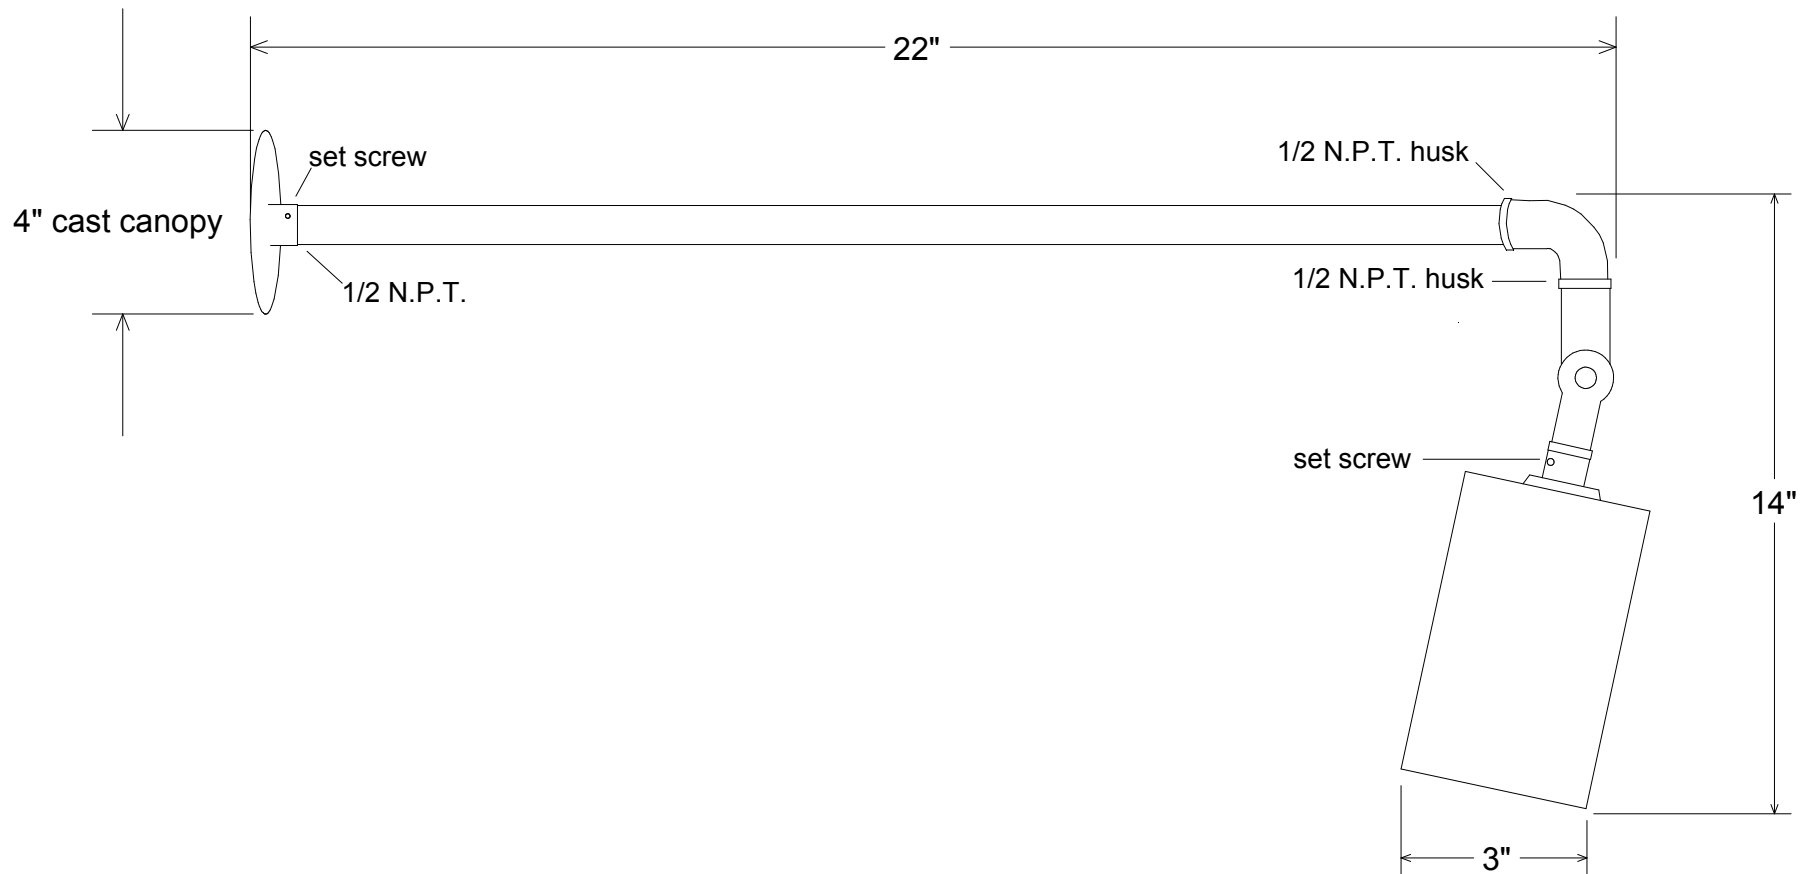 22"
set screw
1/2 N.P.T. husk
4" cast canopy
1/2 N.P.T. husk
1/2 N.P.T.
set screw
14"
3"